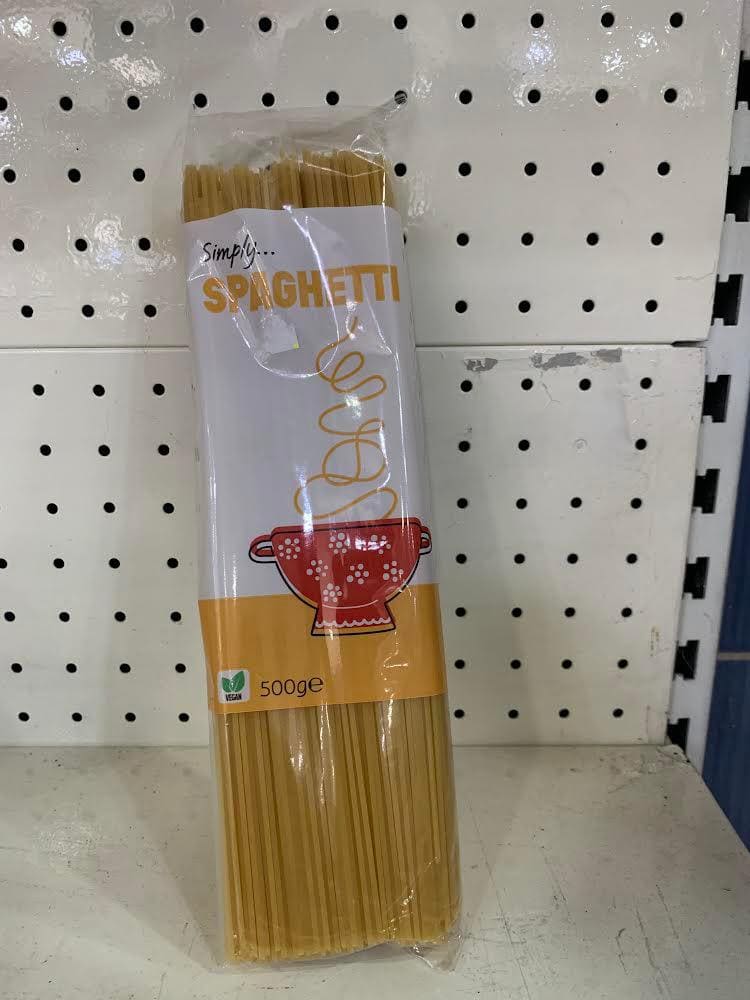 Simply...
SPAGHETTI
VEGAN
500g℮